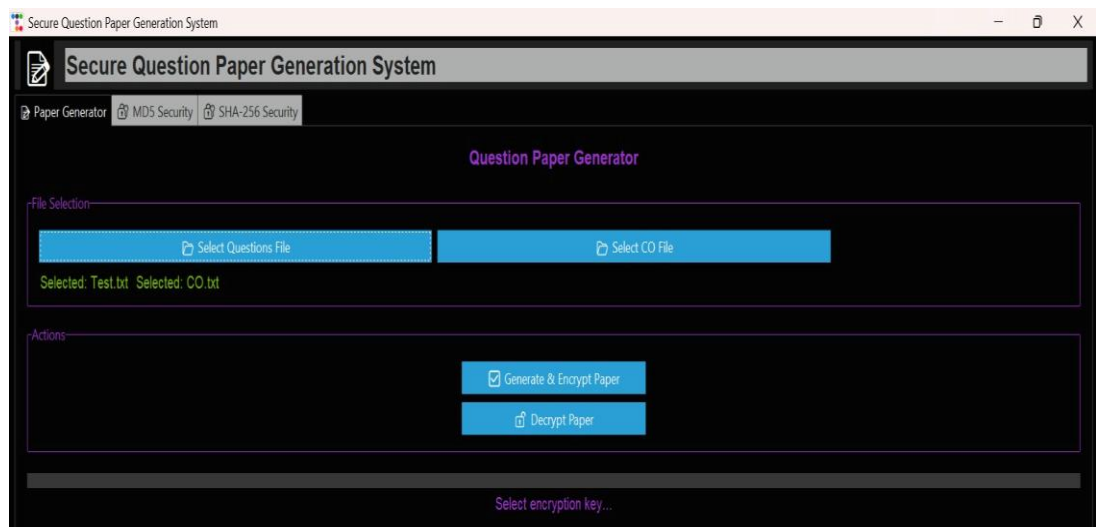 Secure Question Paper Generation System
Secure Question Paper Generation System
Paper Generator MD5 Security SHA-256 Security
Question Paper Generator
File Selection
Select Questions File Select CO File
Selected: Test.txt Selected: CO.txt
Actions
Generate & Encrypt Paper
Decrypt Paper
Select encryption key...